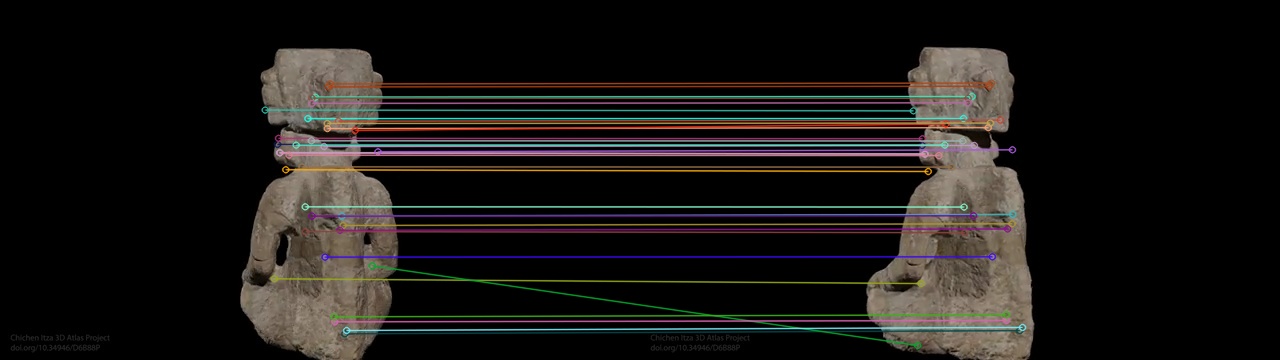 Chichen Itza 3D Atlas Project
doi.org/10.34946/D6B88P
Chichen Itza 3D Atlas Project
doi.org/10.34946/D6B88P